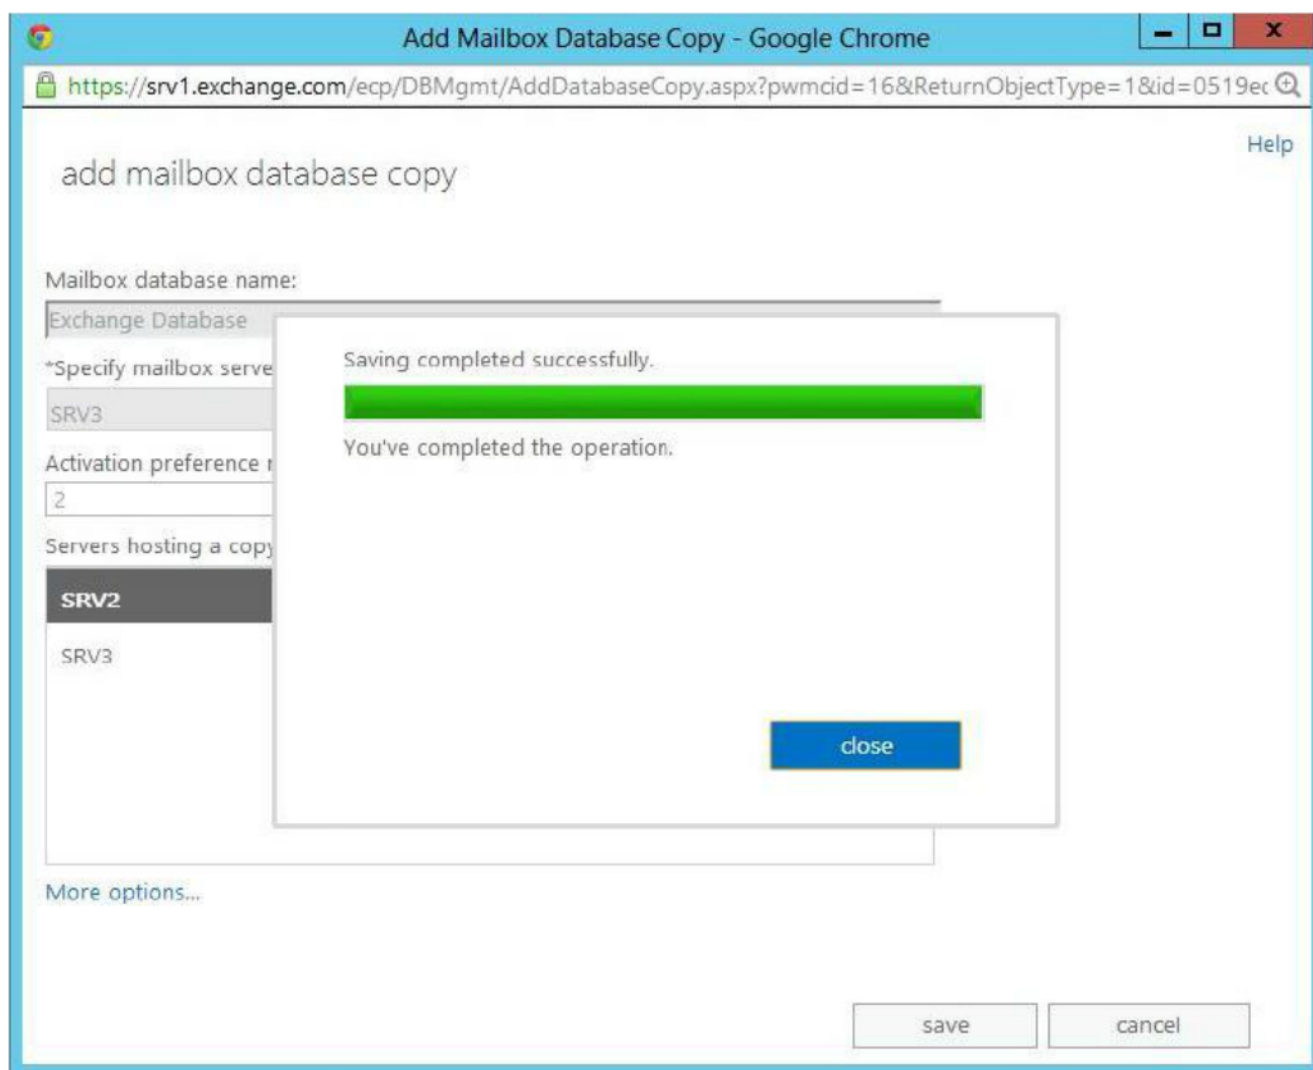 Add Mailbox Database Copy - Google Chrome
https://srv1.exchange.com/ecp/DBMgmt/AddDatabaseCopy.aspx?pwmcid=16&ReturnObjectType=1&id=0519ec
Help
add mailbox database copy
Mailbox database name:
Exchange Database
*Specify mailbox serve
SRV3
Activation preference
2
Servers hosting a copy
SRV2
SRV3
Saving completed successfully.
You've completed the operation.
close
More options...
save
cancel